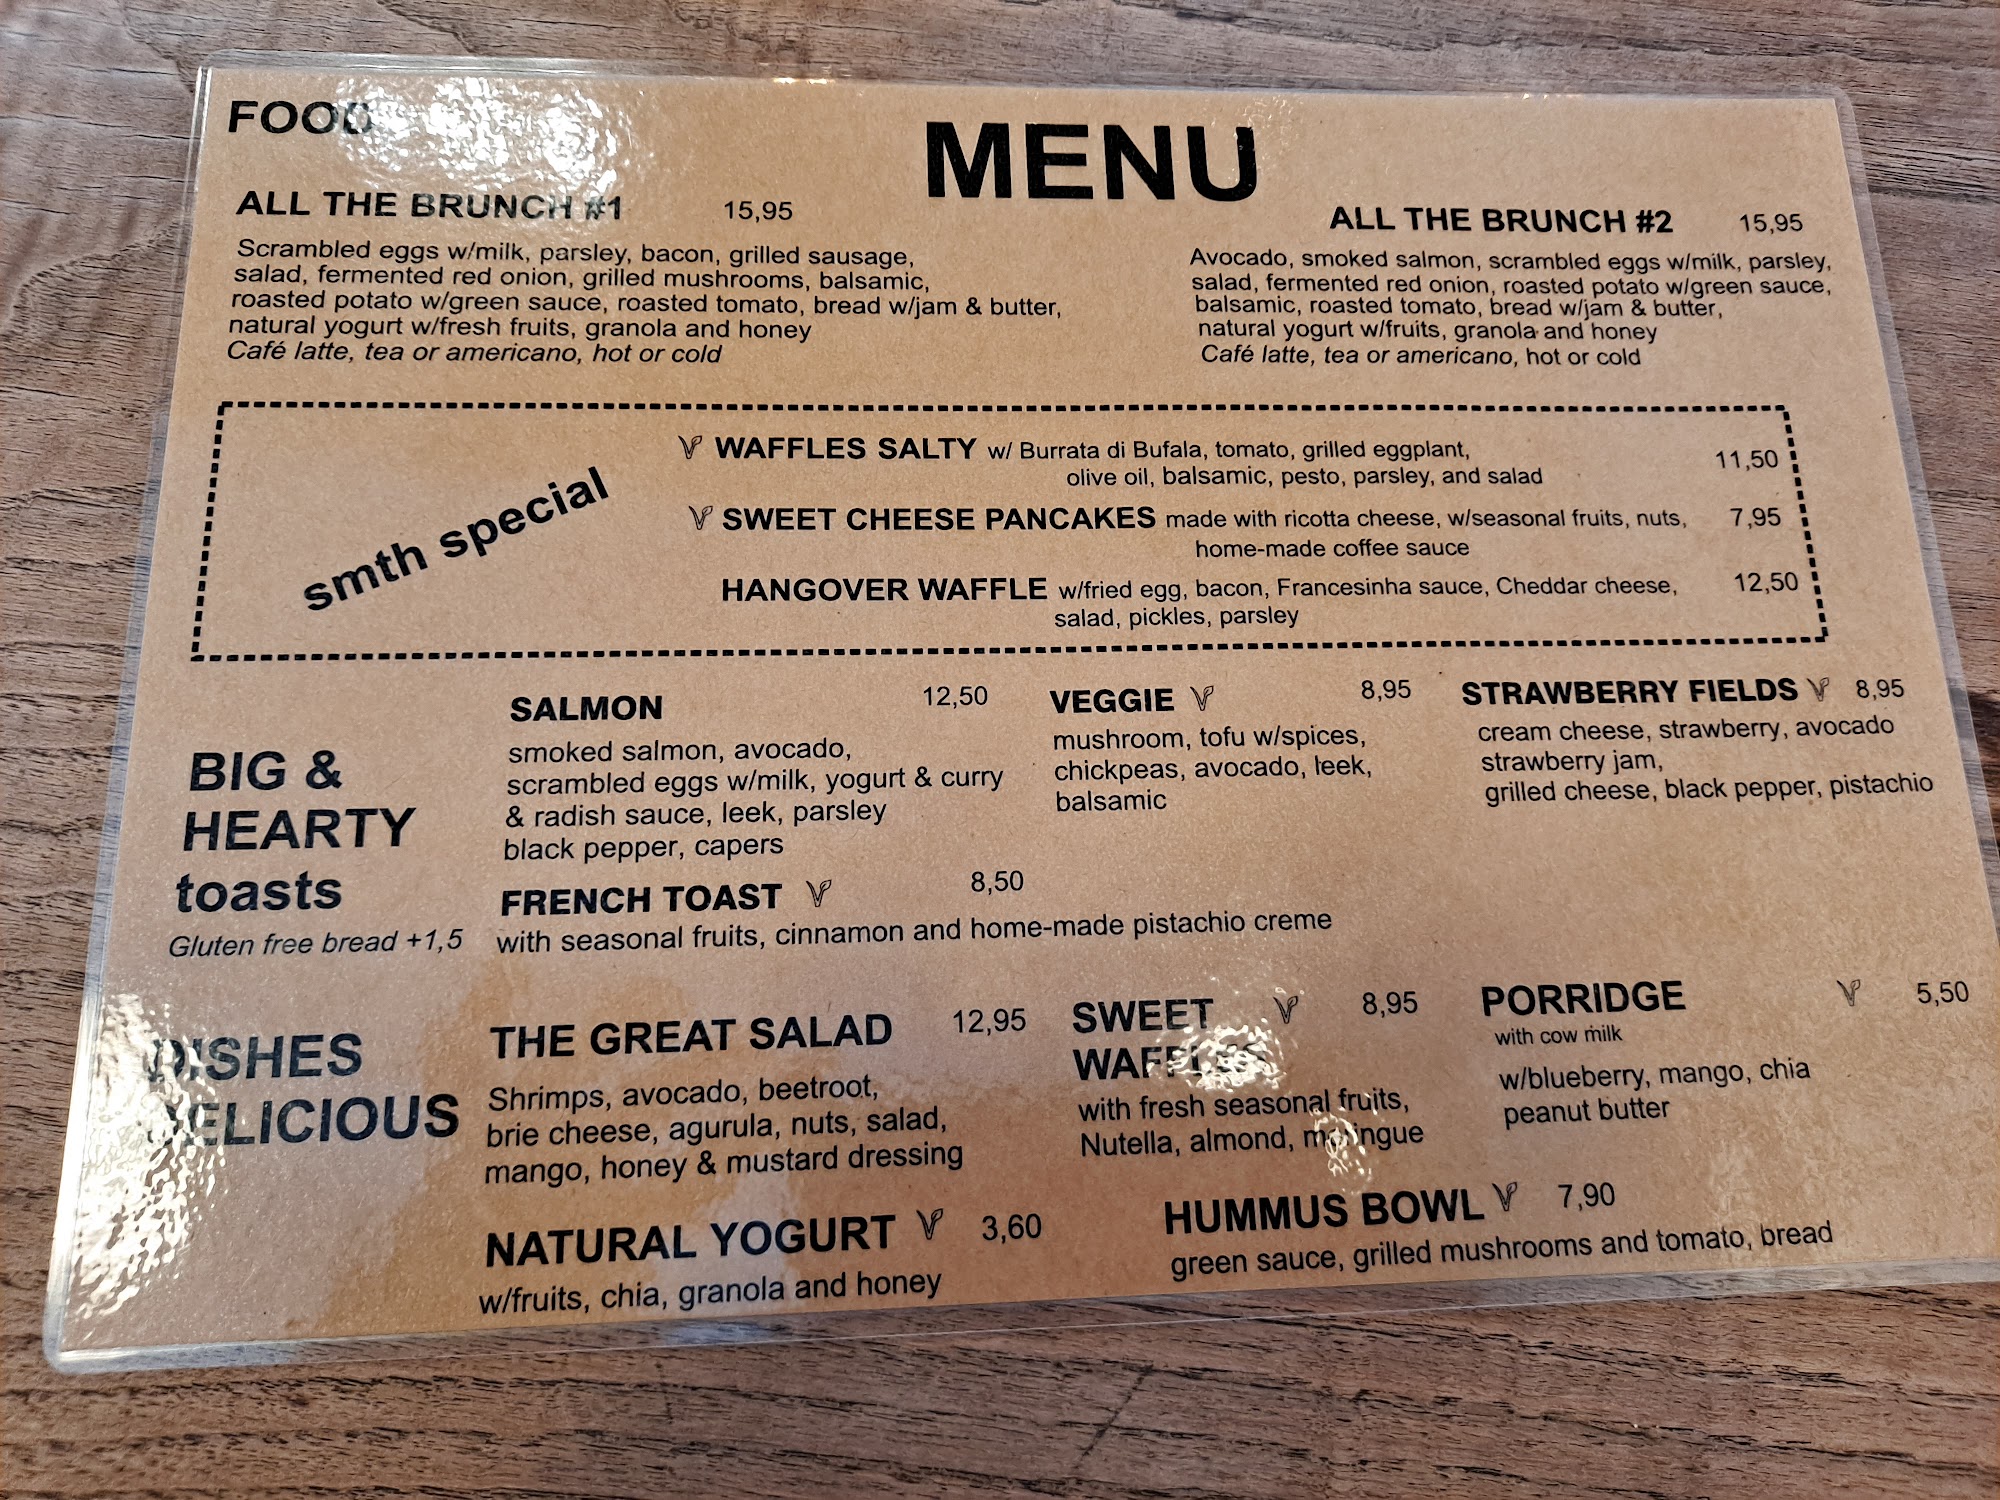 FOOD
MENU
ALL THE BRUNCH #1 15,95
Scrambled eggs w/milk, parsley, bacon, grilled sausage,
salad, fermented red onion, grilled mushrooms, balsamic,
roasted potato w/green sauce, roasted tomato, bread w/jam & butter,
natural yogurt w/fresh fruits, granola and honey
Café latte, tea or americano, hot or cold
ALL THE BRUNCH #2 15,95
Avocado, smoked salmon, scrambled eggs w/milk, parsley,
salad, fermented red onion, roasted potato w/green sauce,
balsamic, roasted tomato, bread w/jam & butter,
natural yogurt w/fruits, granola and honey
Café latte, tea or americano, hot or cold
smth special
WAFFLES SALTY w/ Burrata di Bufala, tomato, grilled eggplant, 11,50
olive oil, balsamic, pesto, parsley, and salad
SWEET CHEESE PANCAKES made with ricotta cheese, w/seasonal fruits, nuts, 7,95
home-made coffee sauce
HANGOVER WAFFLE w/fried egg, bacon, Francesinha sauce, Cheddar cheese, 12,50
salad, pickles, parsley
BIG &
HEARTY
toasts
Gluten free bread +1,5
SALMON 12,50
smoked salmon, avocado,
scrambled eggs w/milk, yogurt & curry
& radish sauce, leek, parsley
black pepper, capers
VEGGIE 8,95
mushroom, tofu w/spices,
chickpeas, avocado, leek,
balsamic
STRAWBERRY FIELDS 8,95
cream cheese, strawberry, avocado
strawberry jam,
grilled cheese, black pepper, pistachio
FRENCH TOAST 8,50
with seasonal fruits, cinnamon and home-made pistachio creme
DISHES
DELICIOUS
THE GREAT SALAD 12,95
Shrimps, avocado, beetroot,
brie cheese, agurula, nuts, salad,
mango, honey & mustard dressing
SWEET 8,95
WAFFLES
with fresh seasonal fruits,
Nutella, almond, meringue
PORRIDGE 5,50
with cow milk
w/blueberry, mango, chia
peanut butter
NATURAL YOGURT 3,60
w/fruits, chia, granola and honey
HUMMUS BOWL 7,90
green sauce, grilled mushrooms and tomato, bread